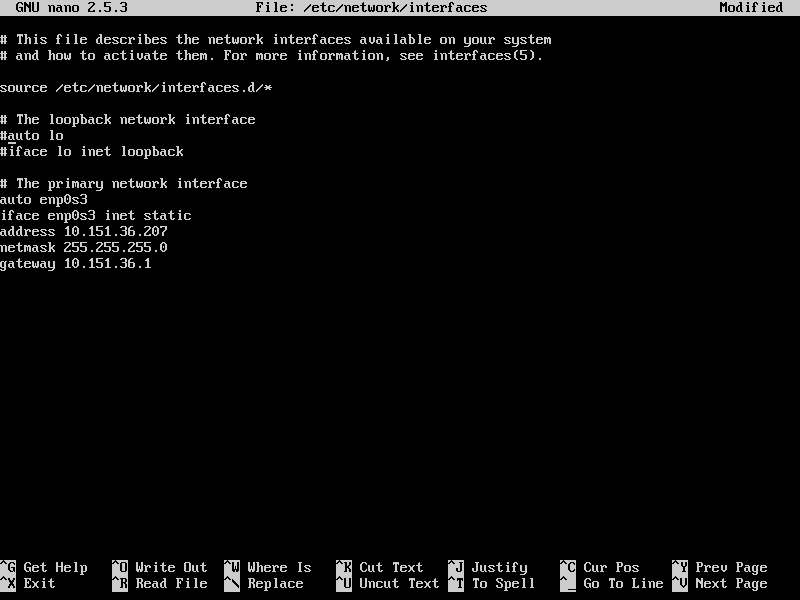 GNU nano 2.5.3 File: /etc/network/interfaces Modified
# This file describes the network interfaces available on your system
# and how to activate them. For more information, see interfaces(5).
source /etc/network/interfaces.d/*
# The loopback network interface
#auto lo
#iface lo inet loopback
# The primary network interface
auto enp0s3
iface enp0s3 inet static
address 10.151.36.207
netmask 255.255.255.0
gateway 10.151.36.1
^G Get Help ^O Write Out ^W Where Is ^K Cut Text ^J Justify ^C Cur Pos ^Y Prev Page
^X Exit ^R Read File ^\ Replace ^U Uncut Text ^T To Spell ^_ Go To Line ^V Next Page